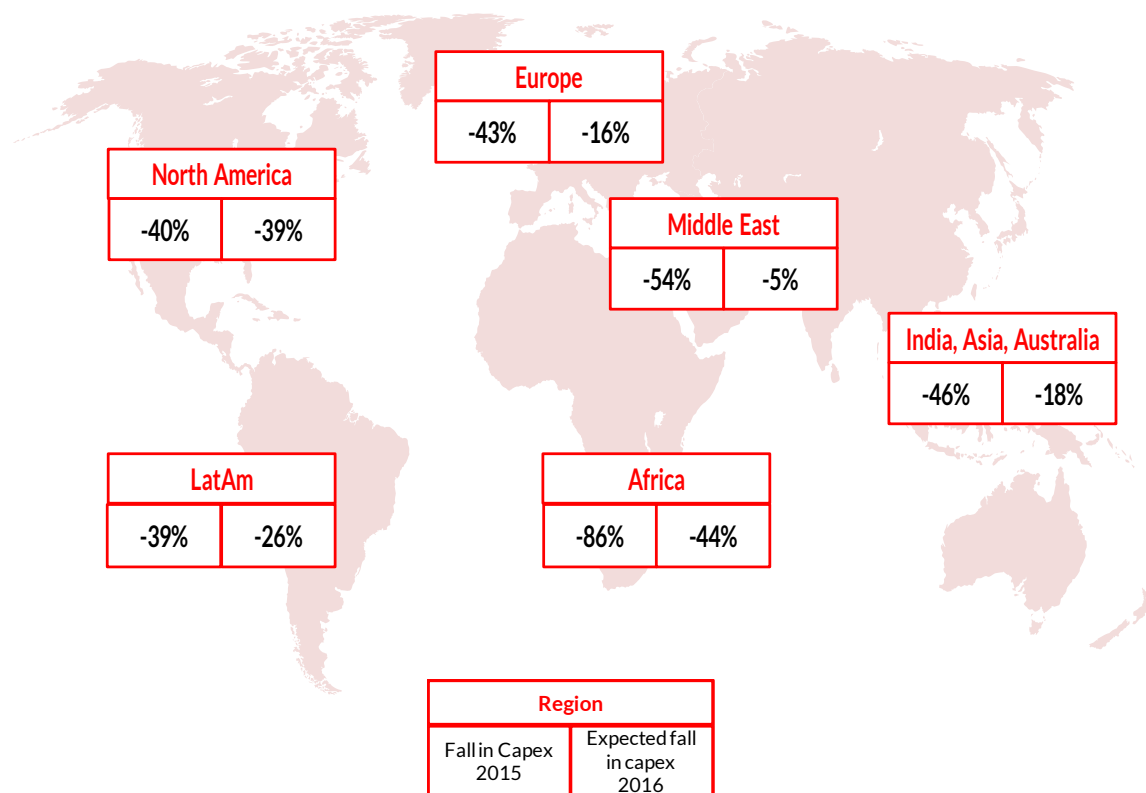 Europe
-43% -16%
North America
-40% -39%
Middle East
-54% -5%
India, Asia, Australia
-46% -18%
LatAm
-39% -26%
Africa
-86% -44%
Region
Fall in Capex
2015
Expected fall
in capex
2016